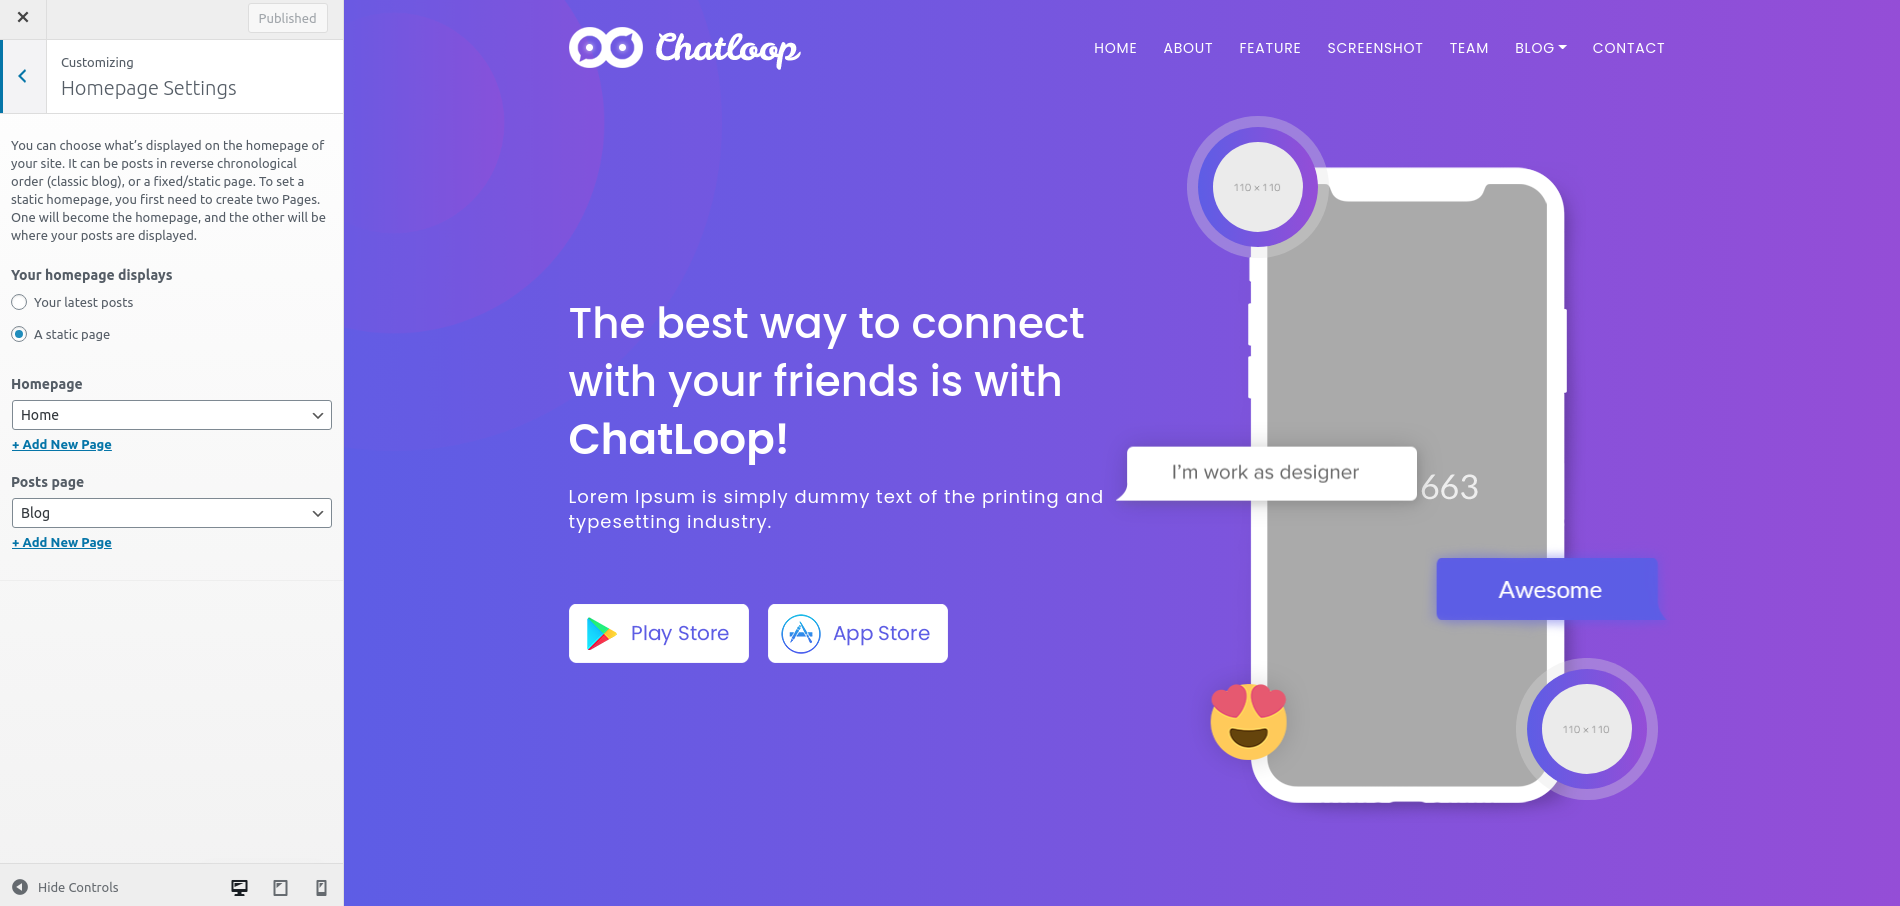 Published
Customizing
Homepage Settings
You can choose what's displayed on the homepage of
your site. It can be posts in reverse chronological
order (classic blog), or a fixed/static page. To set a
static homepage, you first need to create two Pages.
One will become the homepage, and the other will be
where your posts are displayed.
Your homepage displays
Your latest posts
A static page
Homepage
Home
+ Add New Page
Posts page
Blog
+ Add New Page
Hide Controls
Chatloop
HOME ABOUT FEATURE SCREENSHOT TEAM BLOG CONTACT
The best way to connect
with your friends is with
ChatLoop!
Lorem Ipsum is simply dummy text of the printing and
typesetting industry.
Play Store
App Store
110 × 110
I'm work as designer
663
Awesome
110 × 110